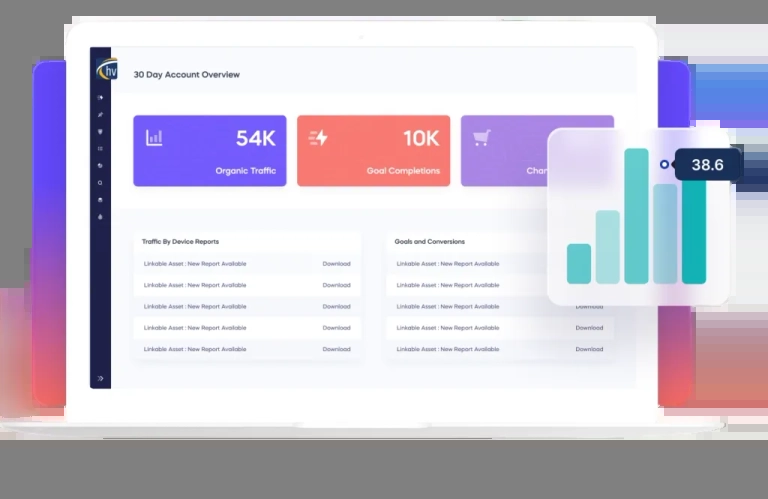 hv
30 Day Account Overview
54K
Organic Traffic
10K
Goal Completions
38.6
Traffic By Device Reports
Linkable Asset : New Report Available Download
Linkable Asset : New Report Available Download
Linkable Asset : New Report Available Download
Linkable Asset : New Report Available Download
Linkable Asset : New Report Available Download
Goals and Conversions
Linkable Asset : New Report Available
Linkable Asset : New Report Available
Linkable Asset : New Report Available Download
Linkable Asset : New Report Available Download
Linkable Asset : New Report Available Download